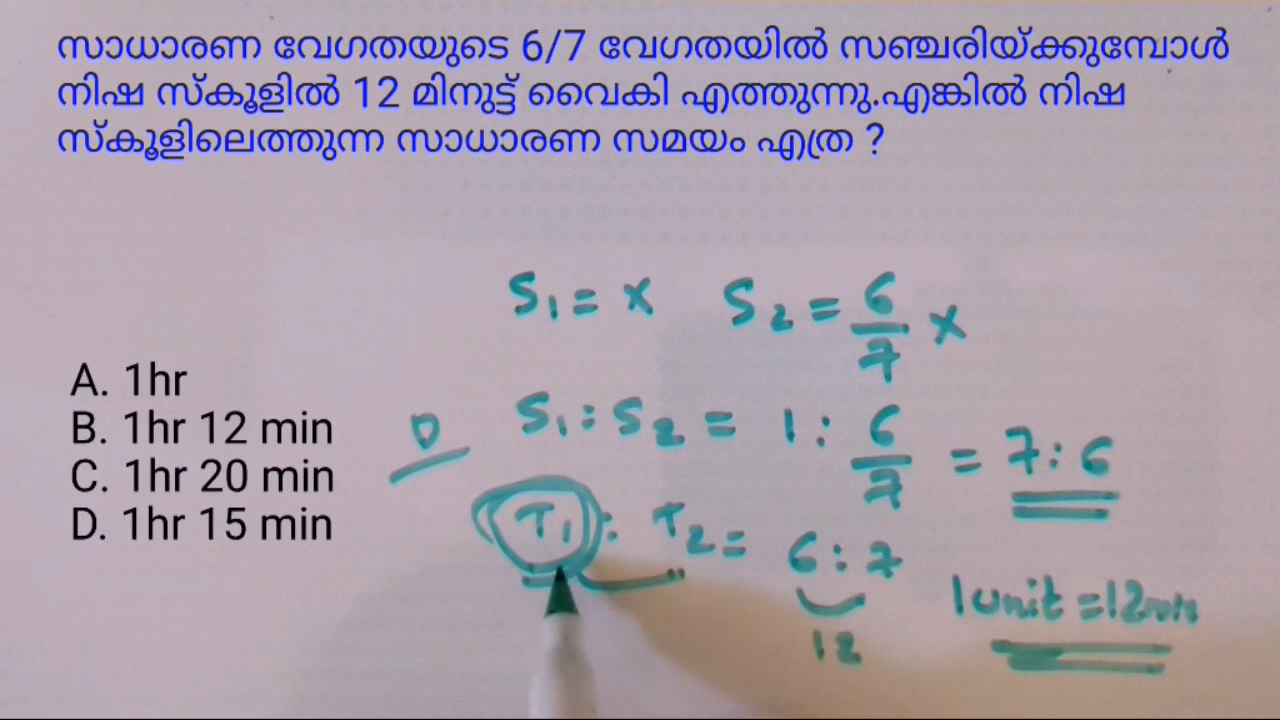 സാധാരണ വേഗതയുടെ 6/7 വേഗതയിൽ സഞ്ചരിയ്ക്കുമ്പോൾ
നിഷ സ്കൂളിൽ 12 മിനുട്ട് വൈകി എത്തുന്നു.എങ്കിൽ നിഷ
സ്കൂളിലെത്തുന്ന സാധാരണ സമയം എത്ര ?
S₁ = x S₂ = 6/7 x
A. 1hr
B. 1hr 12 min
C. 1hr 20 min
D. 1hr 15 min
D
S₁ : S₂ = 1 : 6/7 = 7 : 6
T₁ : T₂ = 6 : 7
12
1 unit = 12min